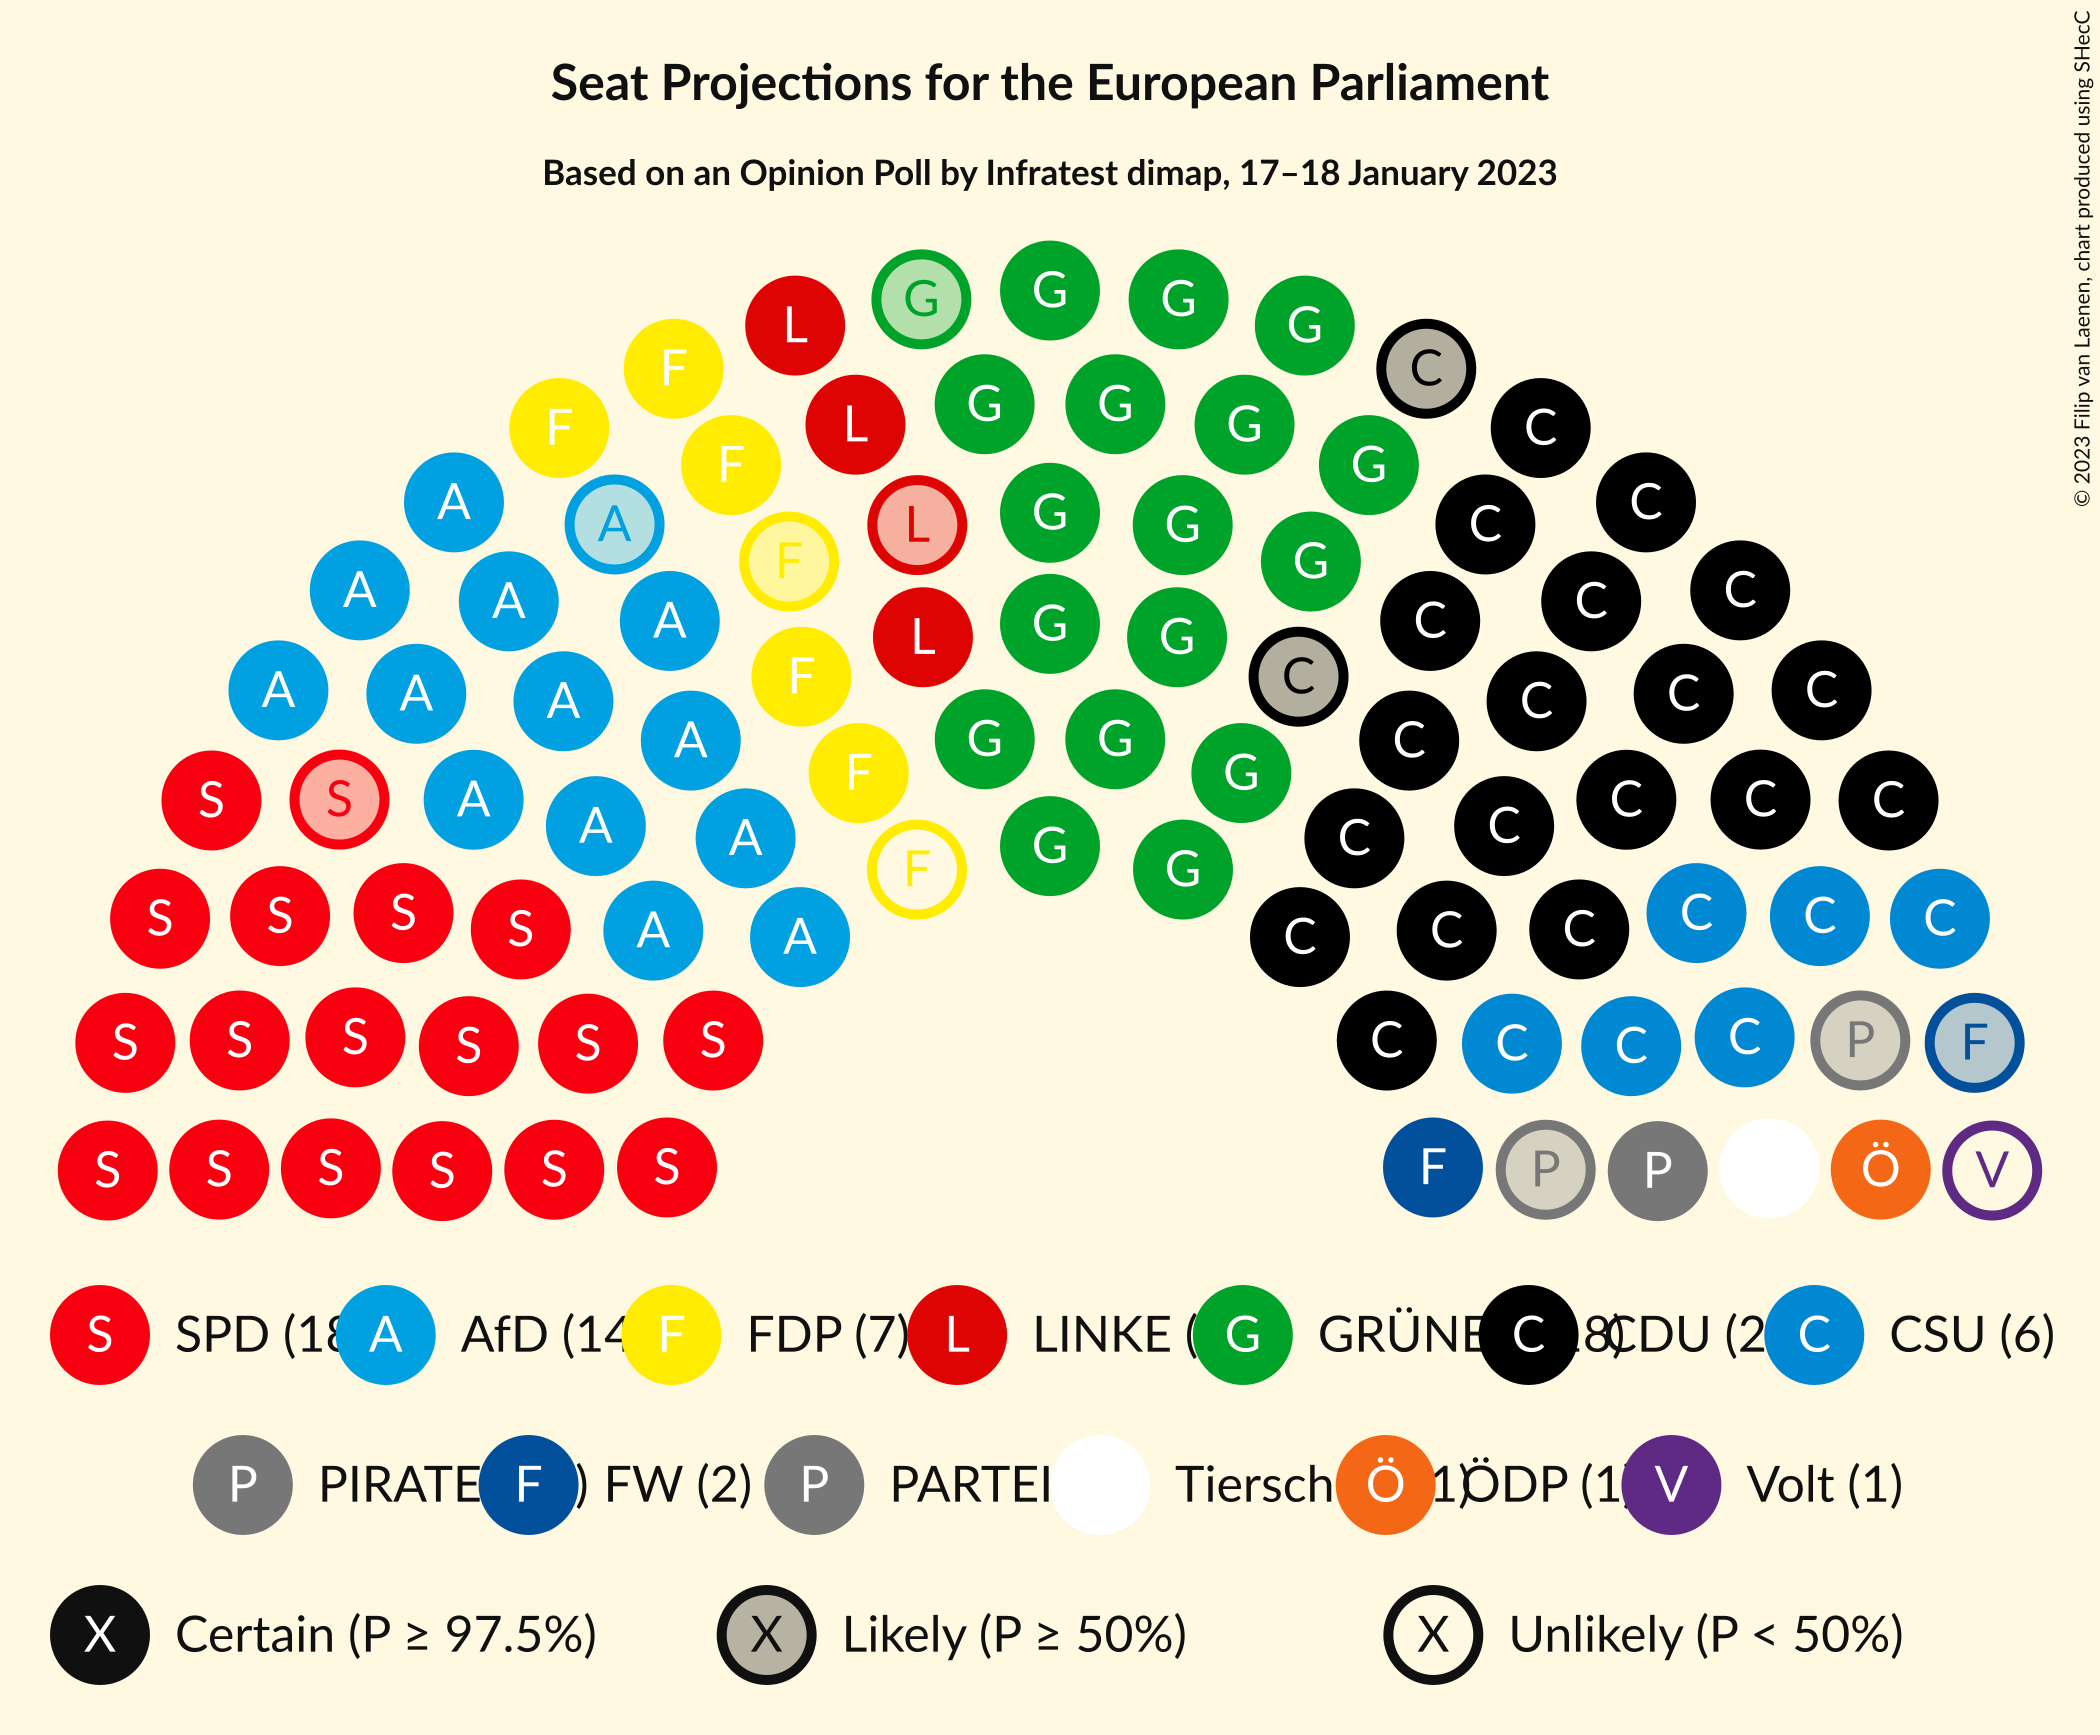 Seat Projections for the European Parliament
Based on an Opinion Poll by Infratest dimap, 17–18 January 2023
© 2023 Filip van Laenen, chart produced using SHecC
G G G G
L C
F G G G G C
F L G C
A F L G G G C C
A A F G C C
A A F L G G C C C C
A A A A F G G G C C C C
S S A A A F G G C C C C C
S S S S A A C C C C C C
S S S S S S C C C C P F
S S S S S S F P P Ö V
S SPD (18 A AfD (14 F FDP (7) L LINKE ( G GRÜNE C 8) CDU (2 C CSU (6)
P PIRATE F ) FW (2) P PARTEI Tiersch Ö 1) ÖDP (1) V Volt (1)
X Certain (P ≥ 97.5%) X Likely (P ≥ 50%) X Unlikely (P < 50%)